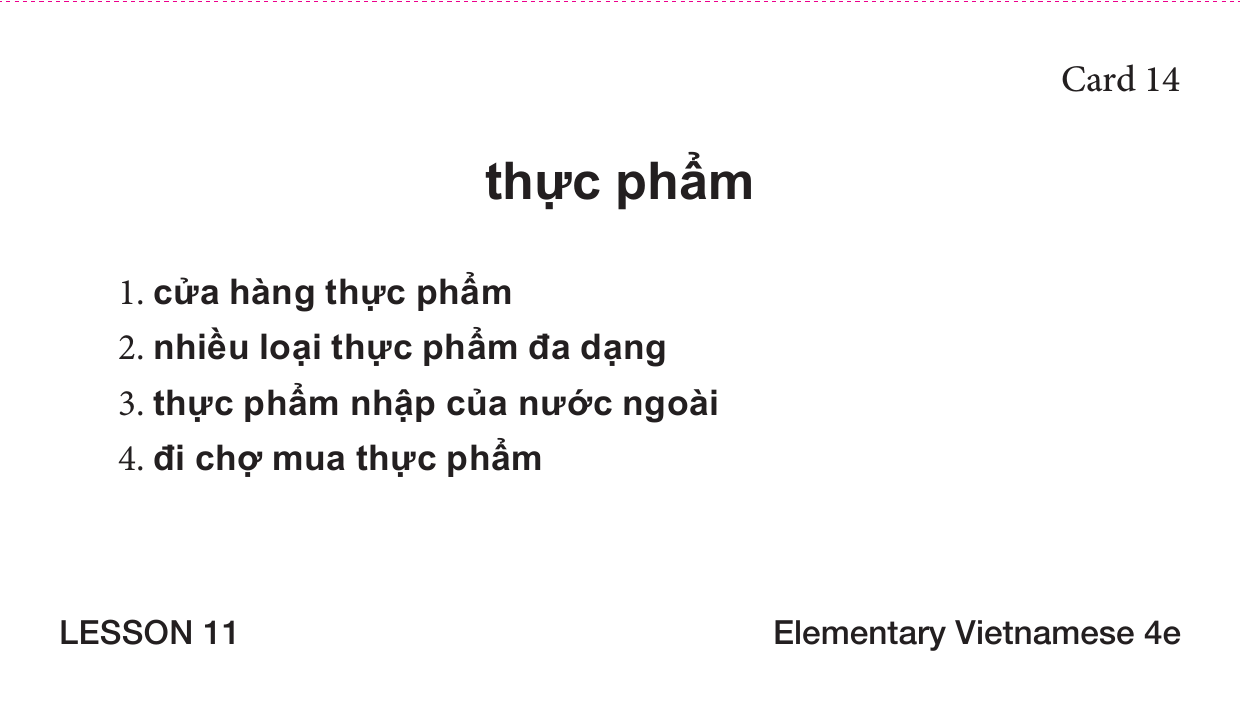 Card 14
thực phẩm
1. cửa hàng thực phẩm
2. nhiều loại thực phẩm đa dạng
3. thực phẩm nhập của nước ngoài
4. đi chợ mua thực phẩm
LESSON 11 Elementary Vietnamese 4e